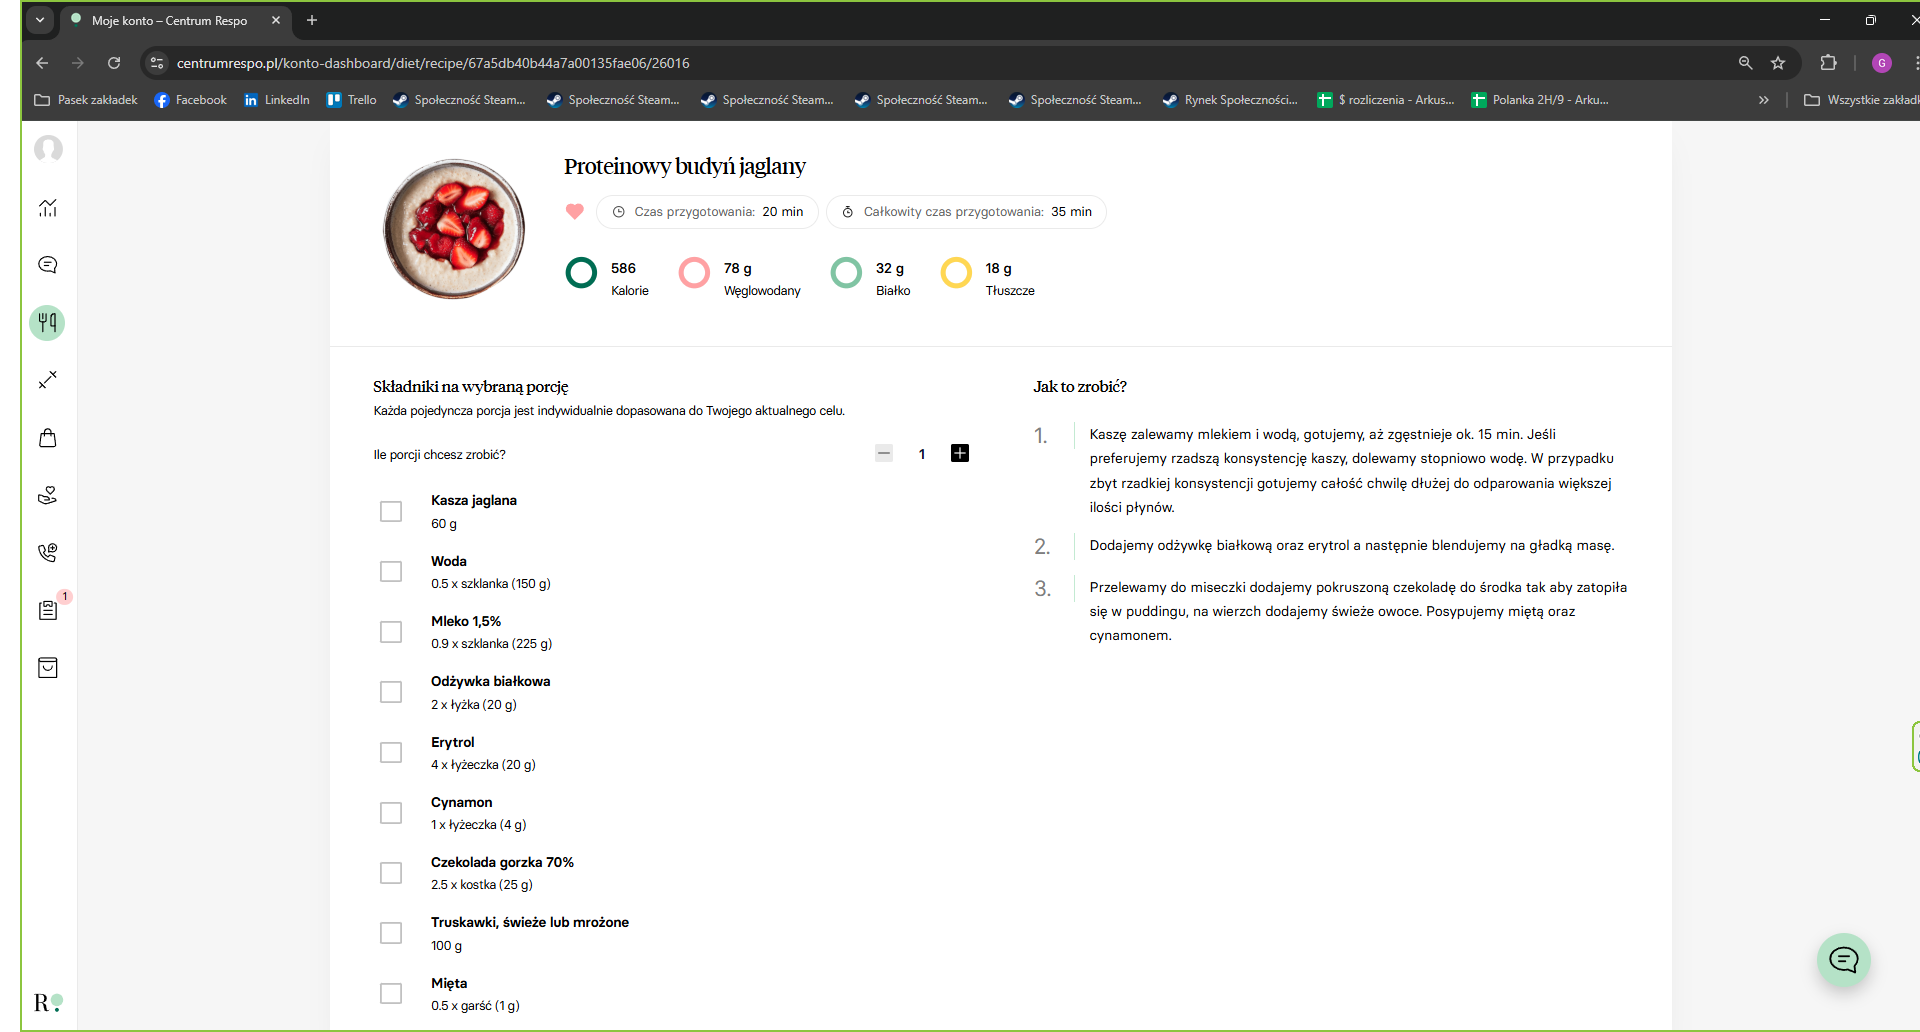 Moje konto – Centrum Respo
centrumrespo.pl/konto-dashboard/diet/recipe/67a5db40b44a7a00135fae06/26016
G
Pasek zakładek
Facebook
LinkedIn
Trello
Społeczność Steam...
Społeczność Steam...
Społeczność Steam...
Społeczność Steam...
Społeczność Steam...
Rynek Społeczności...
$ rozliczenia - Arkus...
Polanka 2H/9 - Arku...
Wszystkie zakładk
Proteinowy budyń jaglany
Czas przygotowania: 20 min
Całkowity czas przygotowania: 35 min
586
Kalorie
78 g
Węglowodany
32 g
Białko
18 g
Tłuszcze
Składniki na wybraną porcję
Każda pojedyncza porcja jest indywidualnie dopasowana do Twojego aktualnego celu.
Ile porcji chcesz zrobić?
1
Kasza jaglana
60 g
Woda
0.5 x szklanka (150 g)
Mleko 1,5%
0.9 x szklanka (225 g)
Odżywka białkowa
2 x łyżka (20 g)
Erytrol
4 x łyżeczka (20 g)
Cynamon
1 x łyżeczka (4 g)
Czekolada gorzka 70%
2.5 x kostka (25 g)
Truskawki, świeże lub mrożone
100 g
Mięta
0.5 x garść (1 g)
Jak to zrobić?
1.
Kaszę zalewamy mlekiem i wodą, gotujemy, aż zgęstnieje ok. 15 min. Jeśli
preferujemy rzadszą konsystencję kaszy, dolewamy stopniowo wodę. W przypadku
zbyt rzadkiej konsystencji gotujemy całość chwilę dłużej do odparowania większej
ilości płynów.
2.
Dodajemy odżywkę białkową oraz erytrol a następnie blendujemy na gładką masę.
3.
Przelewamy do miseczki dodajemy pokruszoną czekoladę do środka tak aby zatopiła
się w puddingu, na wierzch dodajemy świeże owoce. Posypujemy miętą oraz
cynamonem.
1
R